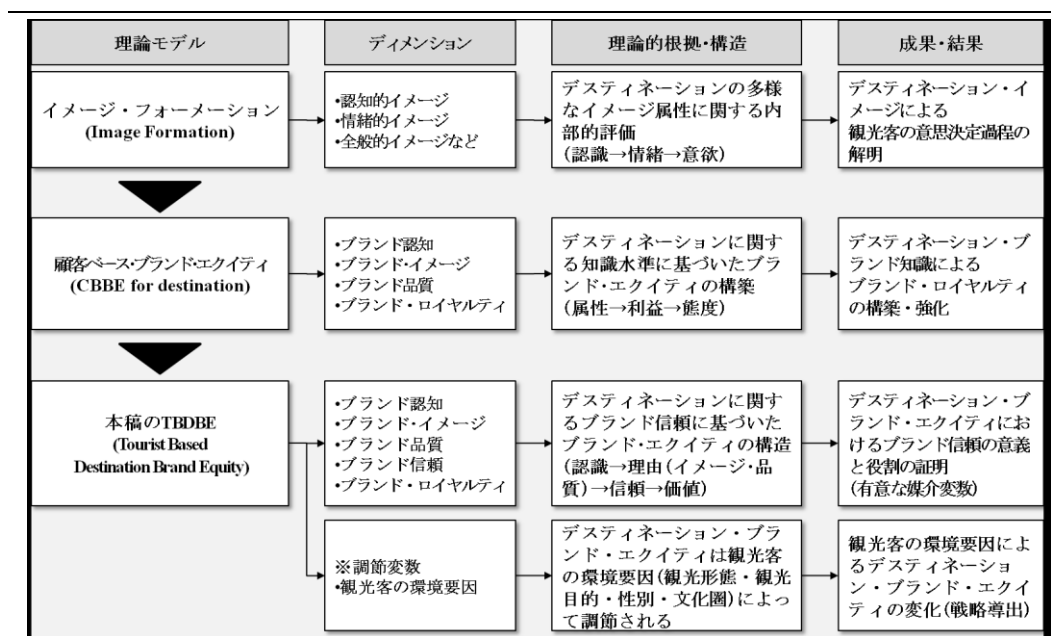 理論モデル
ディメンション
理論的根拠・構造
成果・結果
イメージ・フォーメーション
(Image Formation)
•認知的イメージ
•情緒的イメージ
•全般的イメージなど
デスティネーションの多様
なイメージ属性に関する内
部的評価
(認識→情緒→意欲)
デスティネーション・イ
メージによる
観光客の意思決定過程の
解明
顧客ベース・ブランド・エクイティ
(CBBE for destination)
•ブランド認知
•ブランド・イメージ
•ブランド品質
•ブランド・ロイヤルティ
デスティネーションに関す
る知識水準に基づいたブラ
ンド・エクイティの構築
(属性→利益→態度)
デスティネーション・ブ
ランド知識による
ブランド・ロイヤルティ
の構築・強化
本稿のTBDBE
(Tourist Based
Destination Brand Equity)
•ブランド認知
•ブランド・イメージ
•ブランド品質
•ブランド信頼
•ブランド・ロイヤルティ
デスティネーションに関す
るブランド信頼に基づいた
ブランド・エクイティの構造
(認識→理由(イメージ・品
質)→信頼→価値)
デスティネーション・ブ
ランド・エクイティにお
けるブランド信頼の意義
と役割の証明
(有意な媒介変数)
※調節変数
•観光客の環境要因
デスティネーション・ブラ
ンド・エクイティは観光客
の環境要因(観光形態・観光
目的・性別・文化圏)によっ
て調節される
観光客の環境要因によ
るデスティネーショ
ン・ブランド・エクイ
ティの変化(戦略導出)